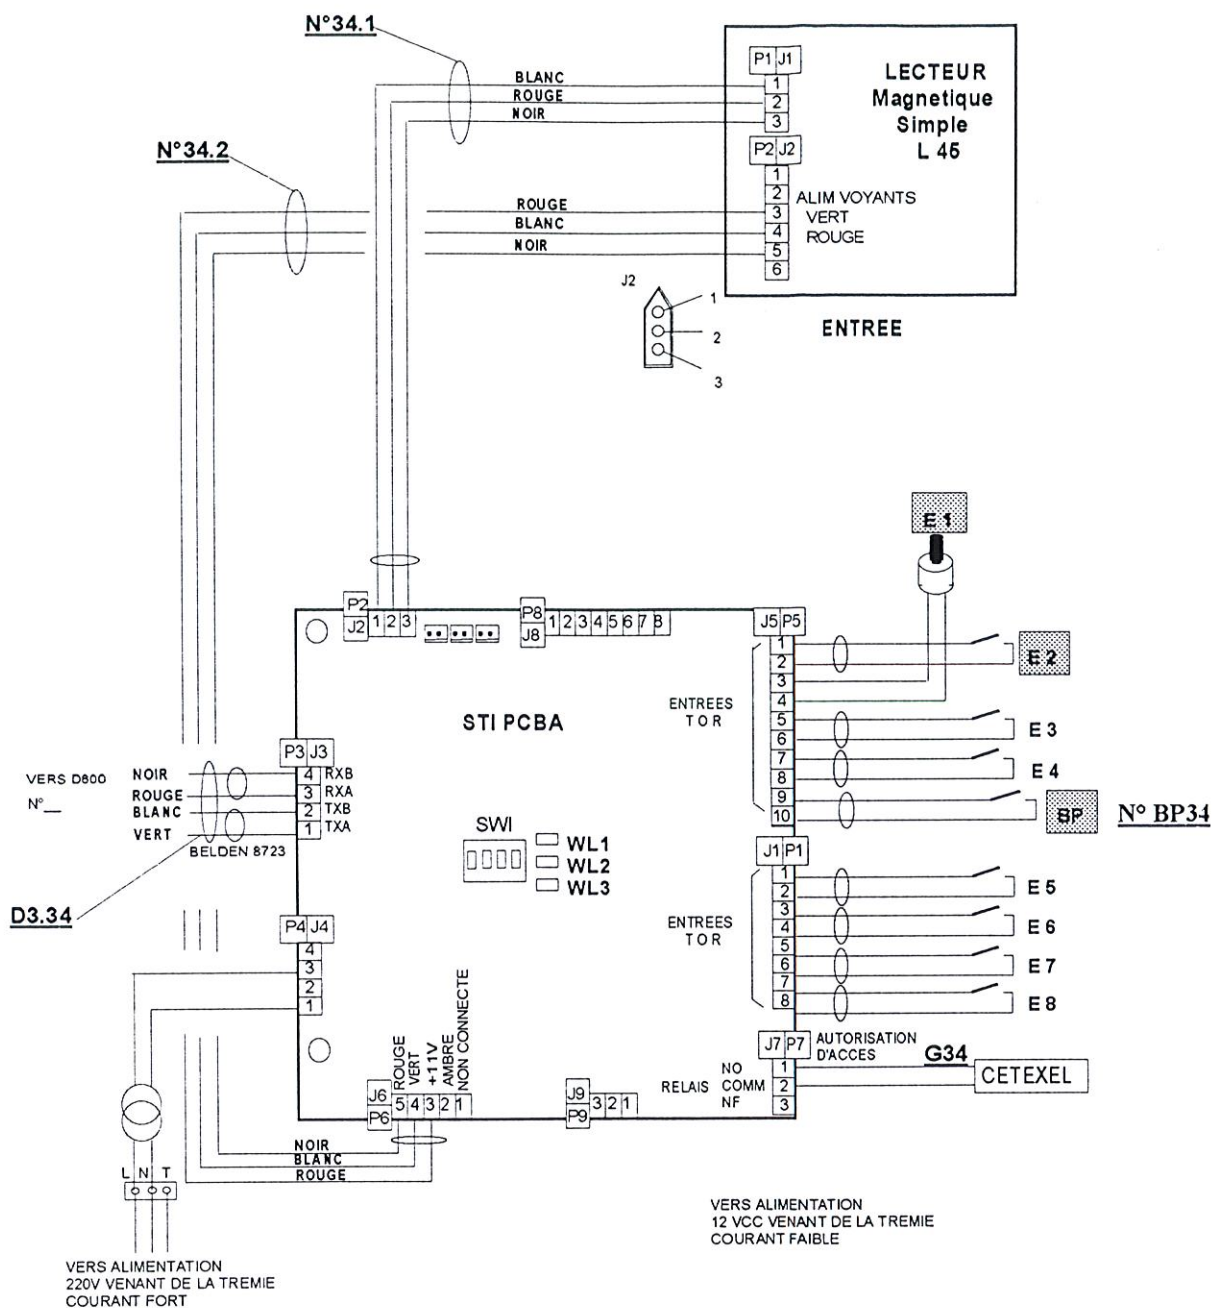 N°34.1
P1 J1
BLANC
1
ROUGE
2
NOIR
3
LECTEUR
Magnetique
Simple
L 45
N°34.2
P2 J2
1
2 ALIM VOYANTS
ROUGE
3 VERT
BLANC
4 ROUGE
NOIR
5
6
J2
1
2
3
ENTREE
E 1
P2
J2
1 2 3
P8
J8
1 2 3 4 5 6 7 8
J5 P5
1
2
3
4
5
6
7
8
9
10
ENTREES
T O R
E 2
E 3
E 4
BP
N° BP34
STI PCBA
P3 J3
VERS D600
N°__
NOIR
4 RXB
ROUGE
3 RXA
BLANC
2 TXB
VERT
1 TXA
BELDEN 8723
D3.34
SWI
WL1
WL2
WL3
J1 P1
1
2
3
4
5
6
7
8
ENTREES
T O R
E 5
E 6
E 7
E 8
P4 J4
4
3
2
1
J7 P7
AUTORISATION
D'ACCES
G34
CETEXEL
NO 1
RELAIS COMM 2
NF 3
ROUGE
VERT
+11V
AMBRE
NON CONNECTE
J6
P6
5 4 3 2 1
J9
P9
3 2 1
NOIR
BLANC
ROUGE
L N T
VERS ALIMENTATION
12 VCC VENANT DE LA TREMIE
COURANT FAIBLE
VERS ALIMENTATION
220V VENANT DE LA TREMIE
COURANT FORT